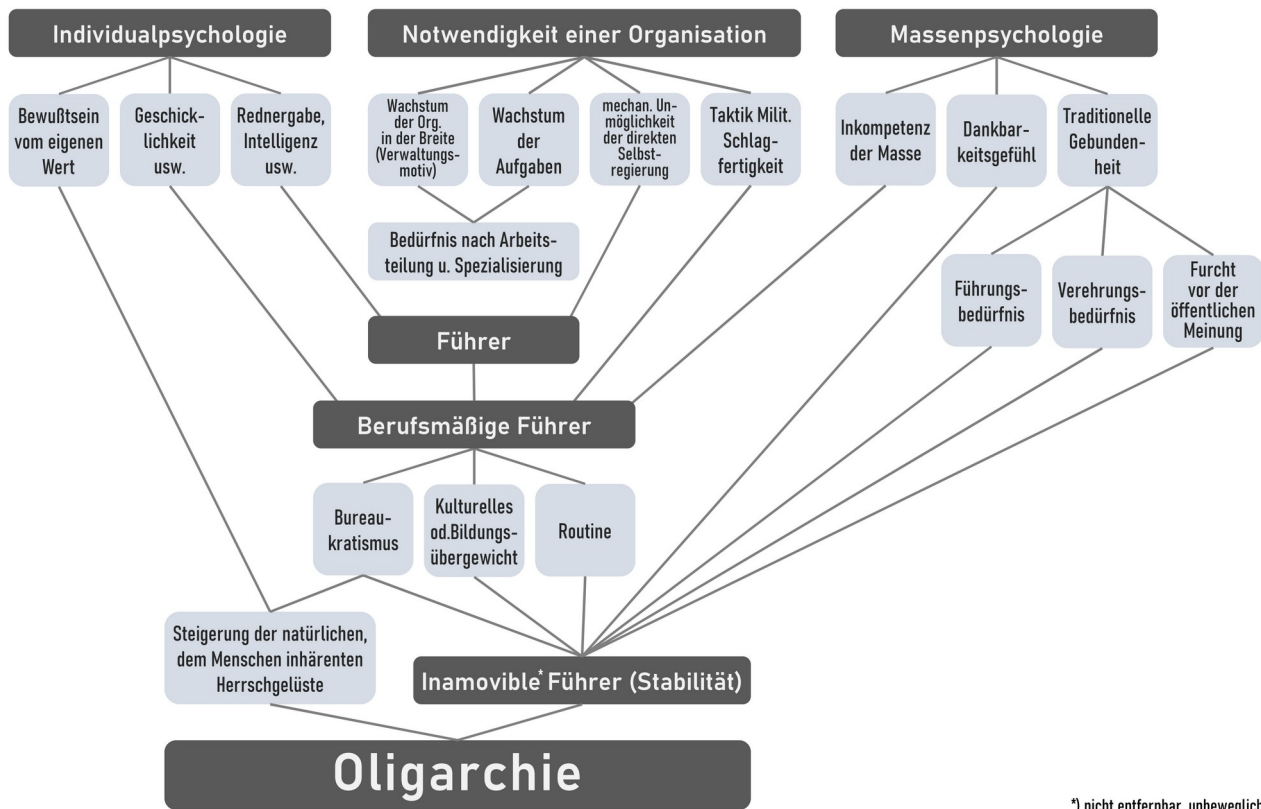 Individualpsychologie
Notwendigkeit einer Organisation
Massenpsychologie
Bewußtsein
vom eigenen
Wert
Geschick-
lichkeit
usw.
Rednergabe,
Intelligenz
usw.
Wachstum
der Org.
in der Breite
(Verwaltungs-
motiv)
Wachstum
der
Aufgaben
mechan. Un-
möglichkeit
der direkten
Selbst-
regierung
Taktik Milit.
Schlag-
fertigkeit
Inkompetenz
der Masse
Dankbar-
keitsgefühl
Traditionelle
Gebunden-
heit
Bedürfnis nach Arbeits-
teilung u. Spezialisierung
Führungs-
bedürfnis
Verehrungs-
bedürfnis
Furcht
vor der
öffentlichen
Meinung
Führer
Berufsmäßige Führer
Bureau-
kratismus
Kulturelles
od.Bildungs-
übergewicht
Routine
Steigerung der natürlichen,
dem Menschen inhärenten
Herrschgelüste
Inamovible* Führer (Stabilität)
Oligarchie
*) nicht entfernbar, unbeweglich